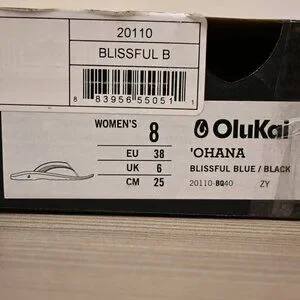 20110
BLISSFUL B
8 83956 55051 1
WOMEN'S 8
EU 38
UK 6
CM 25
OluKai
'OHANA
BLISSFUL BLUE / BLACK
20110-BQ40 ZY